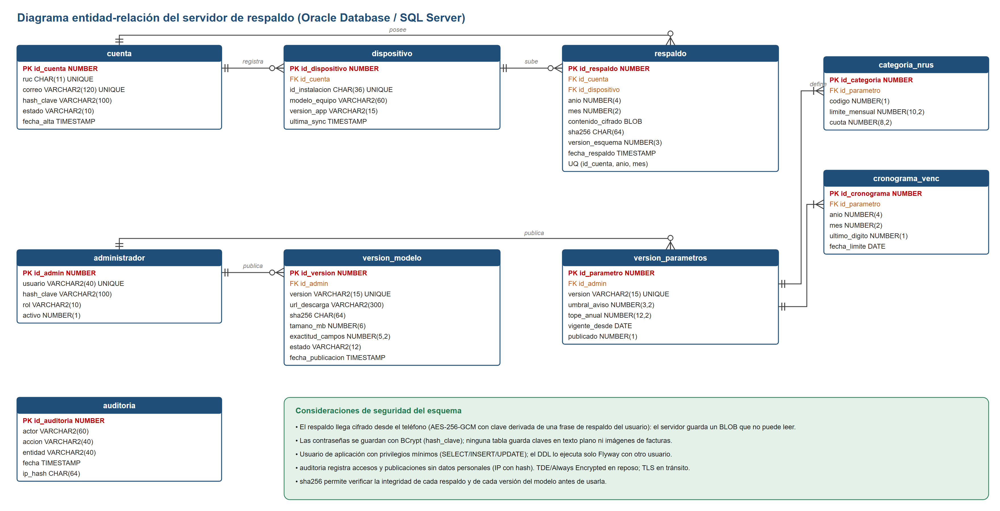 Diagrama entidad-relación del servidor de respaldo (Oracle Database / SQL Server)
posee
cuenta
PK id_cuenta NUMBER
ruc CHAR(11) UNIQUE
correo VARCHAR2(120) UNIQUE
hash_clave VARCHAR2(100)
estado VARCHAR2(10)
fecha_alta TIMESTAMP
registra
dispositivo
PK id_dispositivo NUMBER
FK id_cuenta
id_instalacion CHAR(36) UNIQUE
modelo_equipo VARCHAR2(60)
version_app VARCHAR2(15)
ultima_sync TIMESTAMP
sube
respaldo
PK id_respaldo NUMBER
FK id_cuenta
FK id_dispositivo
anio NUMBER(4)
mes NUMBER(2)
contenido_cifrado BLOB
sha256 CHAR(64)
version_esquema NUMBER(3)
fecha_respaldo TIMESTAMP
UQ (id_cuenta, anio, mes)
define
categoria_nrus
PK id_categoria NUMBER
FK id_parametro
codigo NUMBER(1)
limite_mensual NUMBER(10,2)
cuota NUMBER(8,2)
cronograma_venc
PK id_cronograma NUMBER
FK id_parametro
anio NUMBER(4)
mes NUMBER(2)
ultimo_digito NUMBER(1)
fecha_limite DATE
publica
administrador
PK id_admin NUMBER
usuario VARCHAR2(40) UNIQUE
hash_clave VARCHAR2(100)
rol VARCHAR2(10)
activo NUMBER(1)
publica
version_modelo
PK id_version NUMBER
FK id_admin
version VARCHAR2(15) UNIQUE
url_descarga VARCHAR2(300)
sha256 CHAR(64)
tamano_mb NUMBER(6)
exactitud_campos NUMBER(5,2)
estado VARCHAR2(12)
fecha_publicacion TIMESTAMP
version_parametros
PK id_parametro NUMBER
FK id_admin
version VARCHAR2(15) UNIQUE
umbral_aviso NUMBER(3,2)
tope_anual NUMBER(12,2)
vigente_desde DATE
publicado NUMBER(1)
auditoria
PK id_auditoria NUMBER
actor VARCHAR2(60)
accion VARCHAR2(40)
entidad VARCHAR2(40)
fecha TIMESTAMP
ip_hash CHAR(64)
Consideraciones de seguridad del esquema
• El respaldo llega cifrado desde el teléfono (AES-256-GCM con clave derivada de una frase de respaldo del usuario): el servidor guarda un BLOB que no puede leer.
• Las contraseñas se guardan con BCrypt (hash_clave); ninguna tabla guarda claves en texto plano ni imágenes de facturas.
• Usuario de aplicación con privilegios mínimos (SELECT/INSERT/UPDATE); el DDL lo ejecuta solo Flyway con otro usuario.
• auditoria registra accesos y publicaciones sin datos personales (IP con hash). TDE/Always Encrypted en reposo; TLS en tránsito.
• sha256 permite verificar la integridad de cada respaldo y de cada versión del modelo antes de usarla.